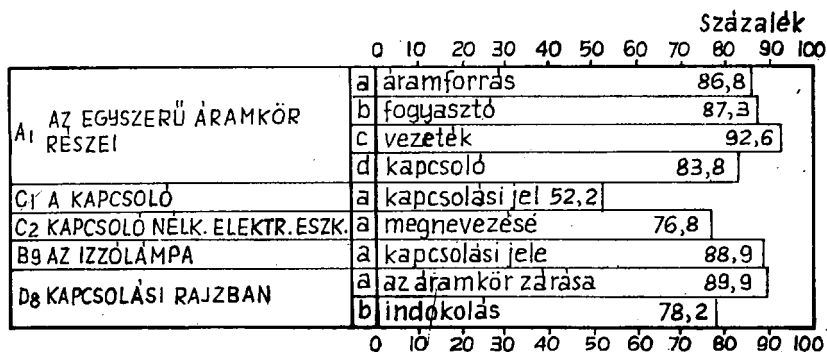 Százalék
0 10 20 30 40 50 60 70 80 90 100
A1 AZ EGYSZERŰ ÁRAMKÖR RÉSZEI
a áramforrás 86,8
b fogyasztó 87,3
c vezeték 92,6
d kapcsoló 83,8
C1 A KAPCSOLÓ a kapcsolási jel 52,2
C2 KAPCSOLÓ NÉLK. ELEKTR. ESZK. a megnevezése 76,8
B9 AZ IZZÓLÁMPA a kapcsolási jele 88,9
D8 KAPCSOLÁSI RAJZBAN
a az áramkör zárása 89,9
b indokolás 78,2
0 10 20 30 40 50 60 70 80 90 100